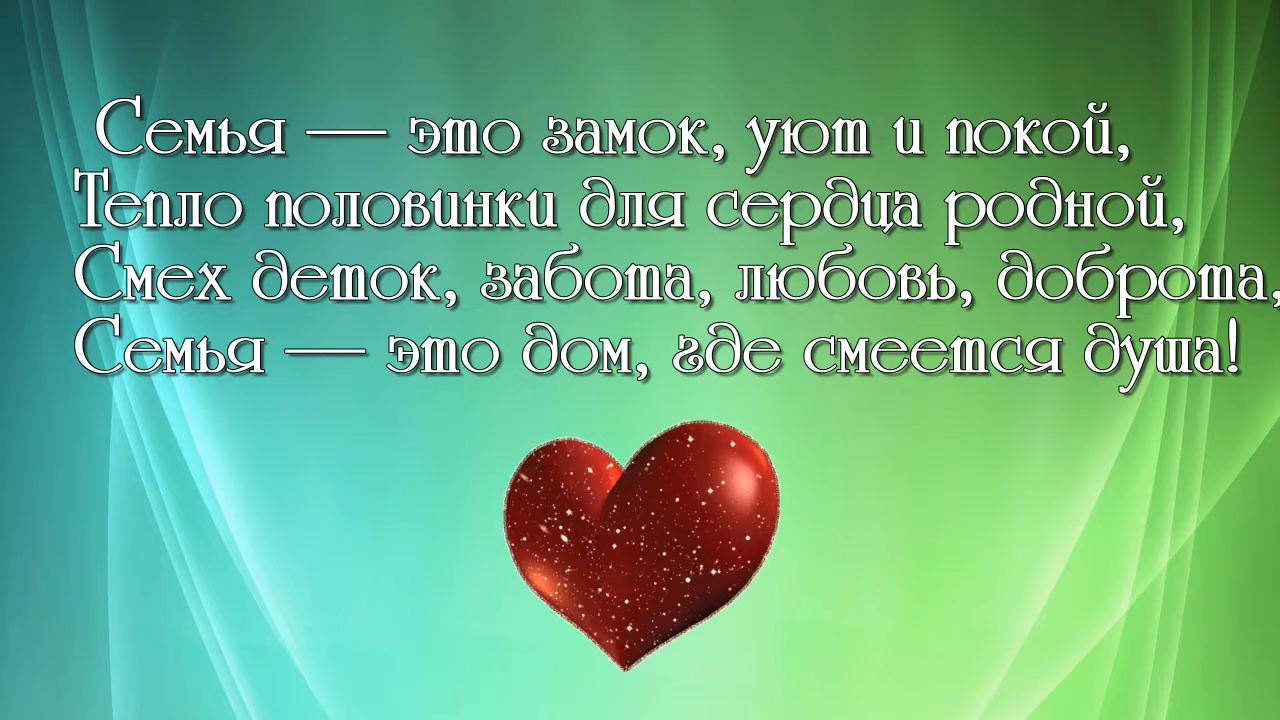 Семья — это замок, уют и покой,
Тепло половинки для сердца родной,
Смех деток, забота, любовь, доброта,
Семья — это дом, где смеется душа!